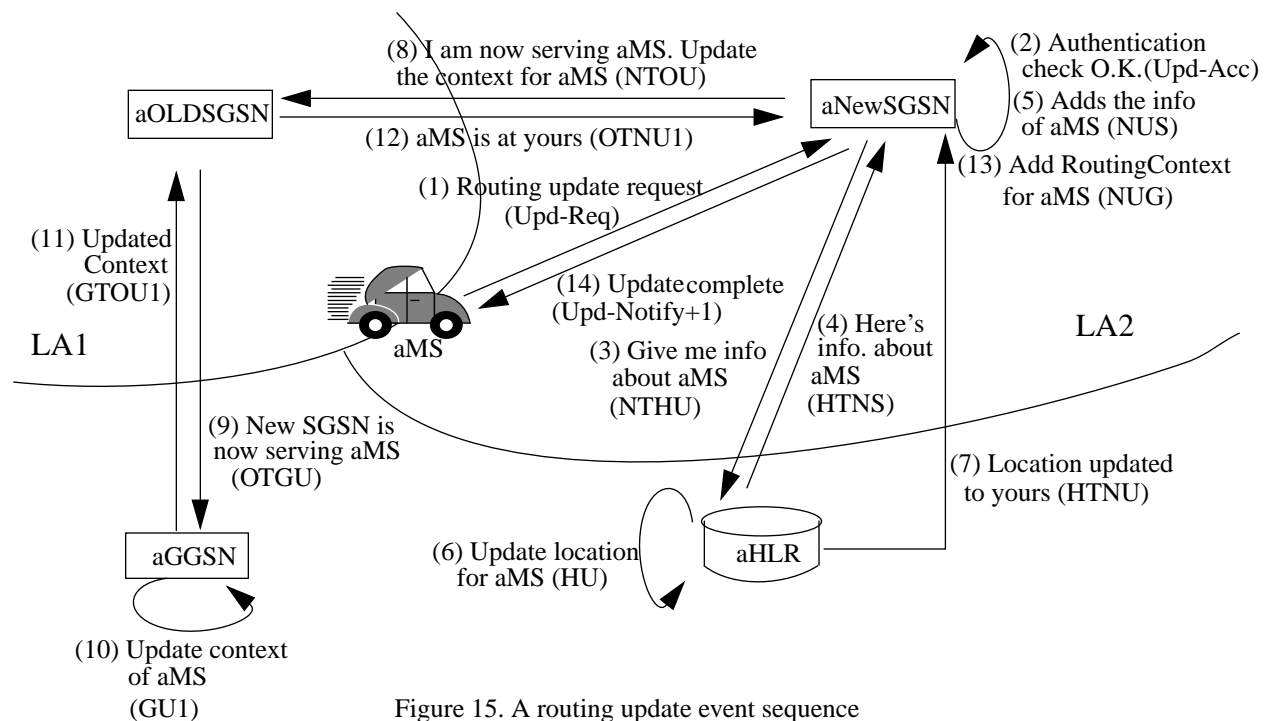 (8) I am now serving aMS. Update
the context for aMS (NTOU)
(2) Authentication
check O.K.(Upd-Acc)
aOLDSGSN
aNewSGSN
(5) Adds the info
of aMS (NUS)
(12) aMS is at yours (OTNU1)
(13) Add RoutingContext
for aMS (NUG)
(1) Routing update request
(Upd-Req)
(11) Updated
Context
(GTOU1)
(14) Update complete
(Upd-Notify+1)
LA1
aMS
LA2
(4) Here's
info. about
aMS
(HTNS)
(3) Give me info
about aMS
(NTHU)
(9) New SGSN is
now serving aMS
(OTGU)
(7) Location updated
to yours (HTNU)
aGGSN
(6) Update location
for aMS (HU)
aHLR
(10) Update context
of aMS
(GU1)
Figure 15. A routing update event sequence